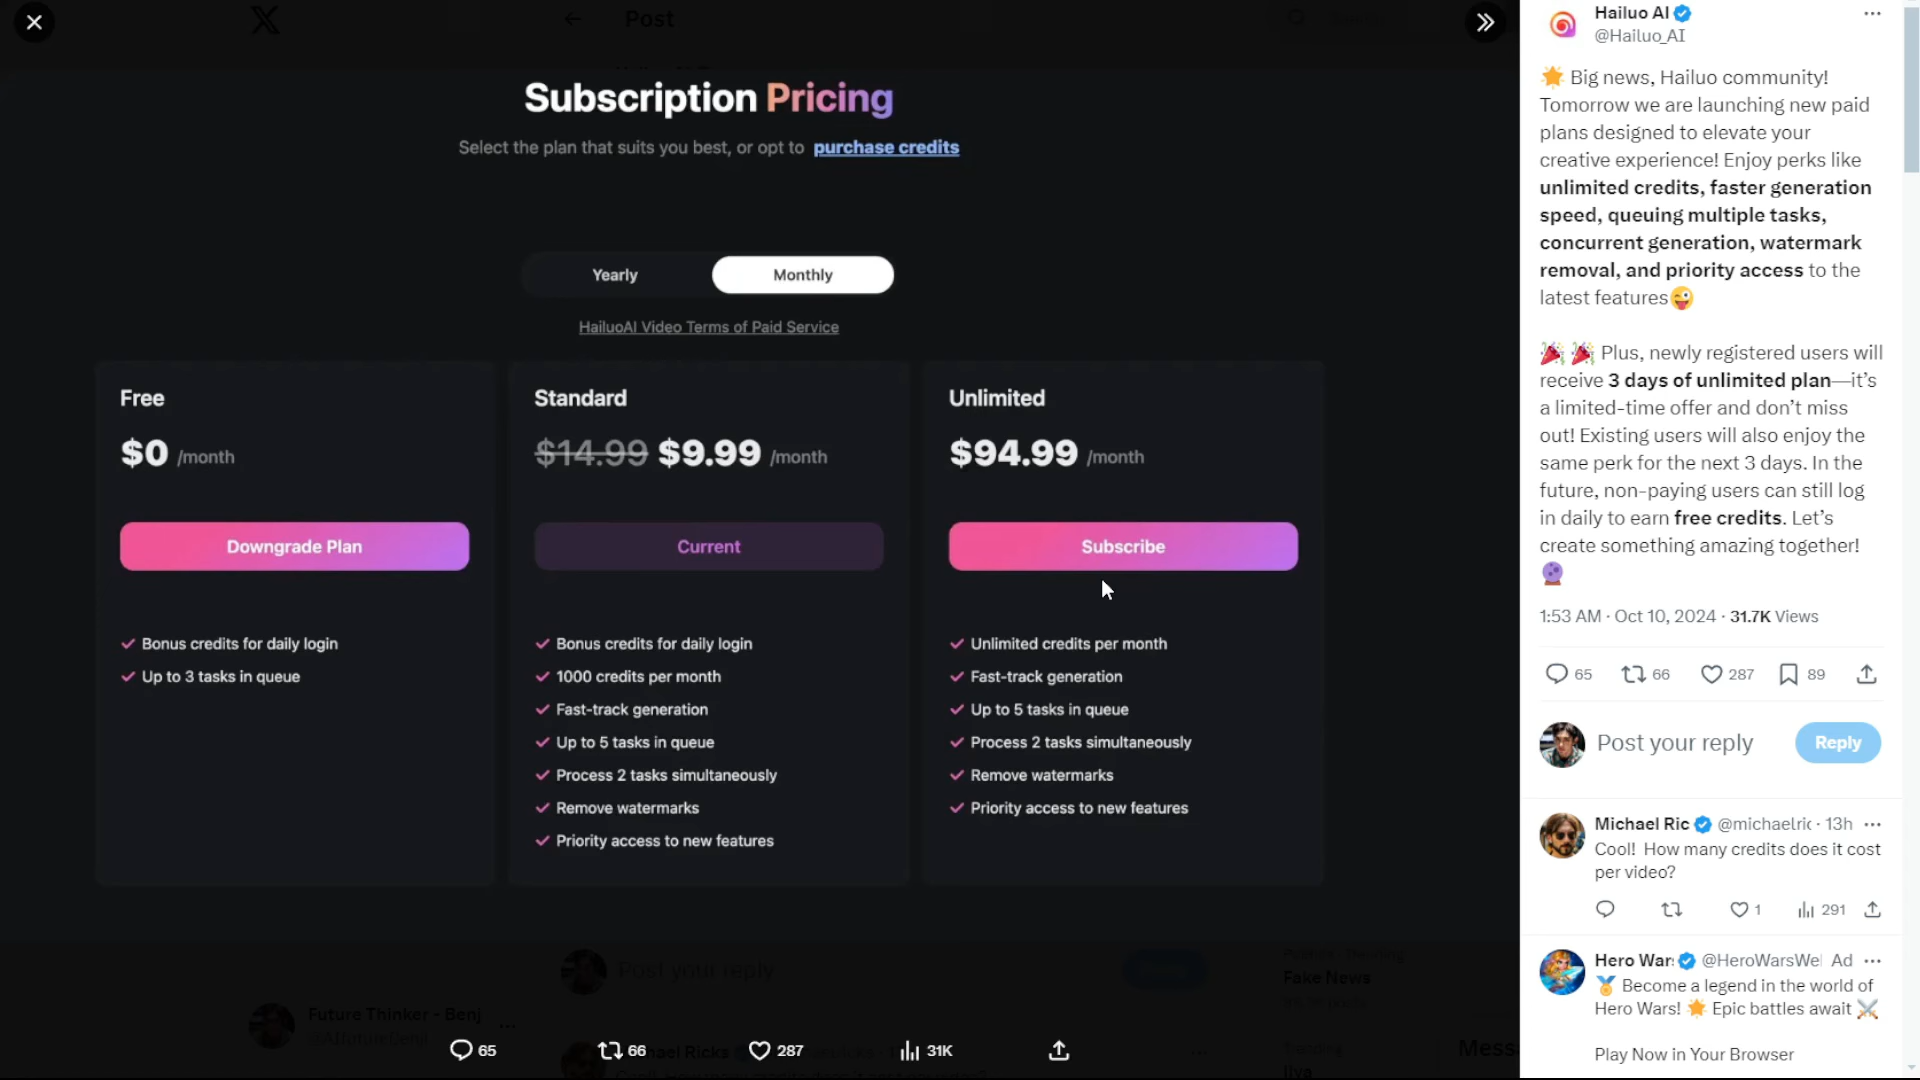 Post
Subscription Pricing
Select the plan that suits you best, or opt to purchase credits
Yearly
Monthly
HailuoAI Video Terms of Paid Service
Free
$0 /month
Downgrade Plan
✓ Bonus credits for daily login
✓ Up to 3 tasks in queue
Standard
$14.99 $9.99 /month
Current
✓ Bonus credits for daily login
✓ 1000 credits per month
✓ Fast-track generation
✓ Up to 5 tasks in queue
✓ Process 2 tasks simultaneously
✓ Remove watermarks
✓ Priority access to new features
Unlimited
$94.99 /month
Subscribe
✓ Unlimited credits per month
✓ Fast-track generation
✓ Up to 5 tasks in queue
✓ Process 2 tasks simultaneously
✓ Remove watermarks
✓ Priority access to new features
Post your reply
Fake News
Future Thinker - Benj
65
66
287
31K
Hailuo AI
@Hailuo_AI
🌟 Big news, Hailuo community!
Tomorrow we are launching new paid
plans designed to elevate your
creative experience! Enjoy perks like
unlimited credits, faster generation
speed, queuing multiple tasks,
concurrent generation, watermark
removal, and priority access to the
latest features😜
🎉 🎉 Plus, newly registered users will
receive 3 days of unlimited plan—it's
a limited-time offer and don't miss
out! Existing users will also enjoy the
same perk for the next 3 days. In the
future, non-paying users can still log
in daily to earn free credits. Let's
create something amazing together!
🔮
1:53 AM · Oct 10, 2024 · 31.7K Views
65 66 287 89
Post your reply
Reply
Michael Ric @michaelric · 13h ...
Cool! How many credits does it cost
per video?
1 291
Hero War: @HeroWarsWel Ad ...
🏅 Become a legend in the world of
Hero Wars! 🌟 Epic battles await ⚔️
Play Now in Your Browser